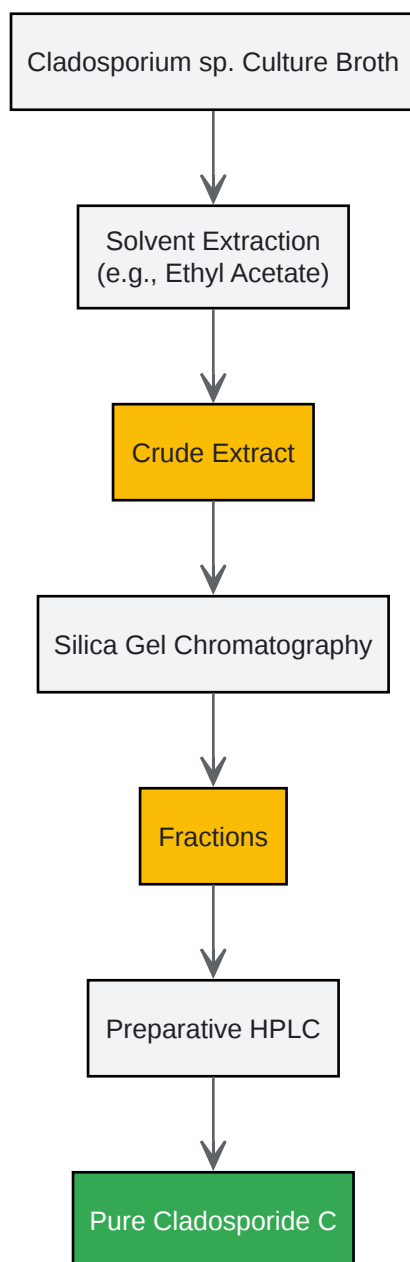 Cladosporium sp. Culture Broth
Solvent Extraction
(e.g., Ethyl Acetate)
Crude Extract
Silica Gel Chromatography
Fractions
Preparative HPLC
Pure Cladosporide C